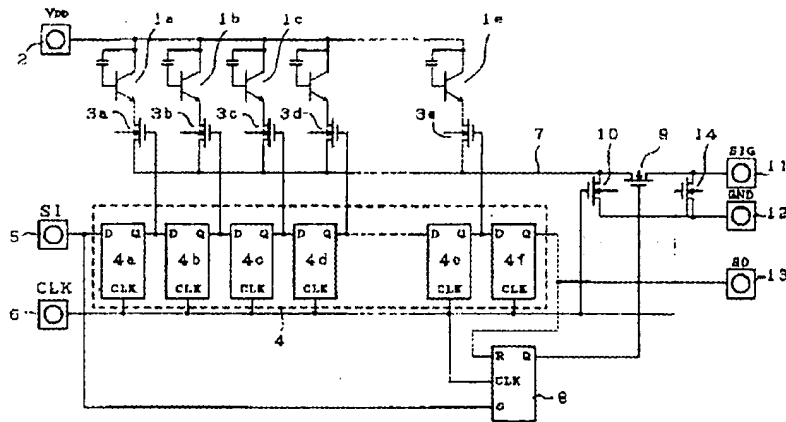 VDD
2
1a
1b
1c
1e
3a
3b
3c
3d
3e
7
10
9
14
SIG
11
GND
12
SI
5
D Q
4a
CLK
D Q
4b
CLK
D Q
4c
CLK
D Q
4d
CLK
D Q
4e
CLK
D Q
4f
CLK
SO
13
CLK
6
4
R Q
CLK
8